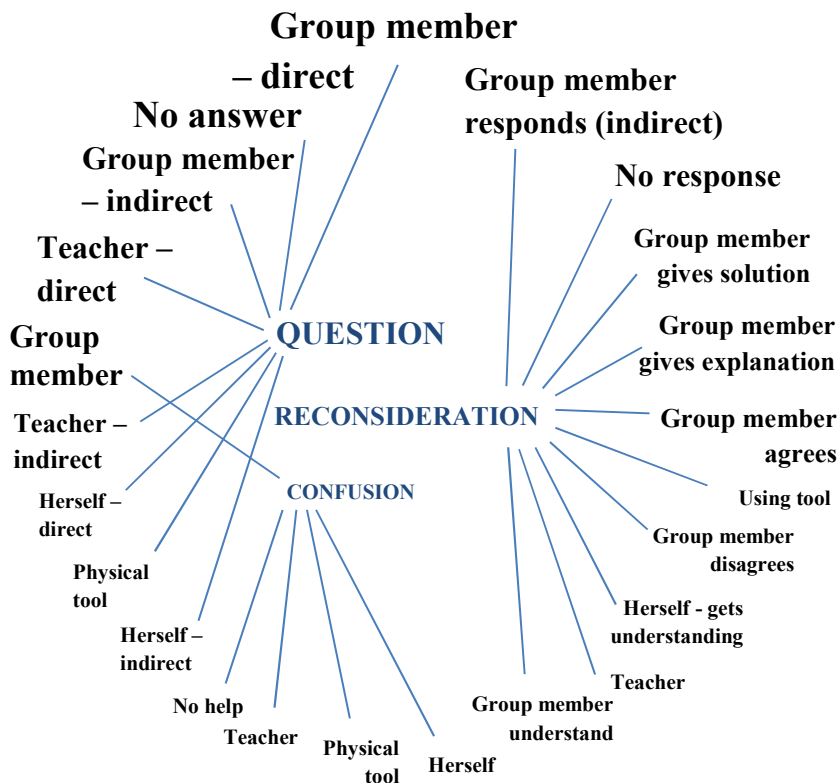 Group member
– direct
Group member
responds (indirect)
No answer
Group member
– indirect
No response
Teacher –
direct
Group member
gives solution
Group
member
QUESTION
Group member
gives explanation
Teacher –
indirect
RECONSIDERATION
Group member
agrees
Herself –
direct
CONFUSION
Using tool
Physical
tool
Group member
disagrees
Herself –
indirect
Herself - gets
understanding
No help
Teacher
Physical
tool
Herself
Group member
understand
Teacher